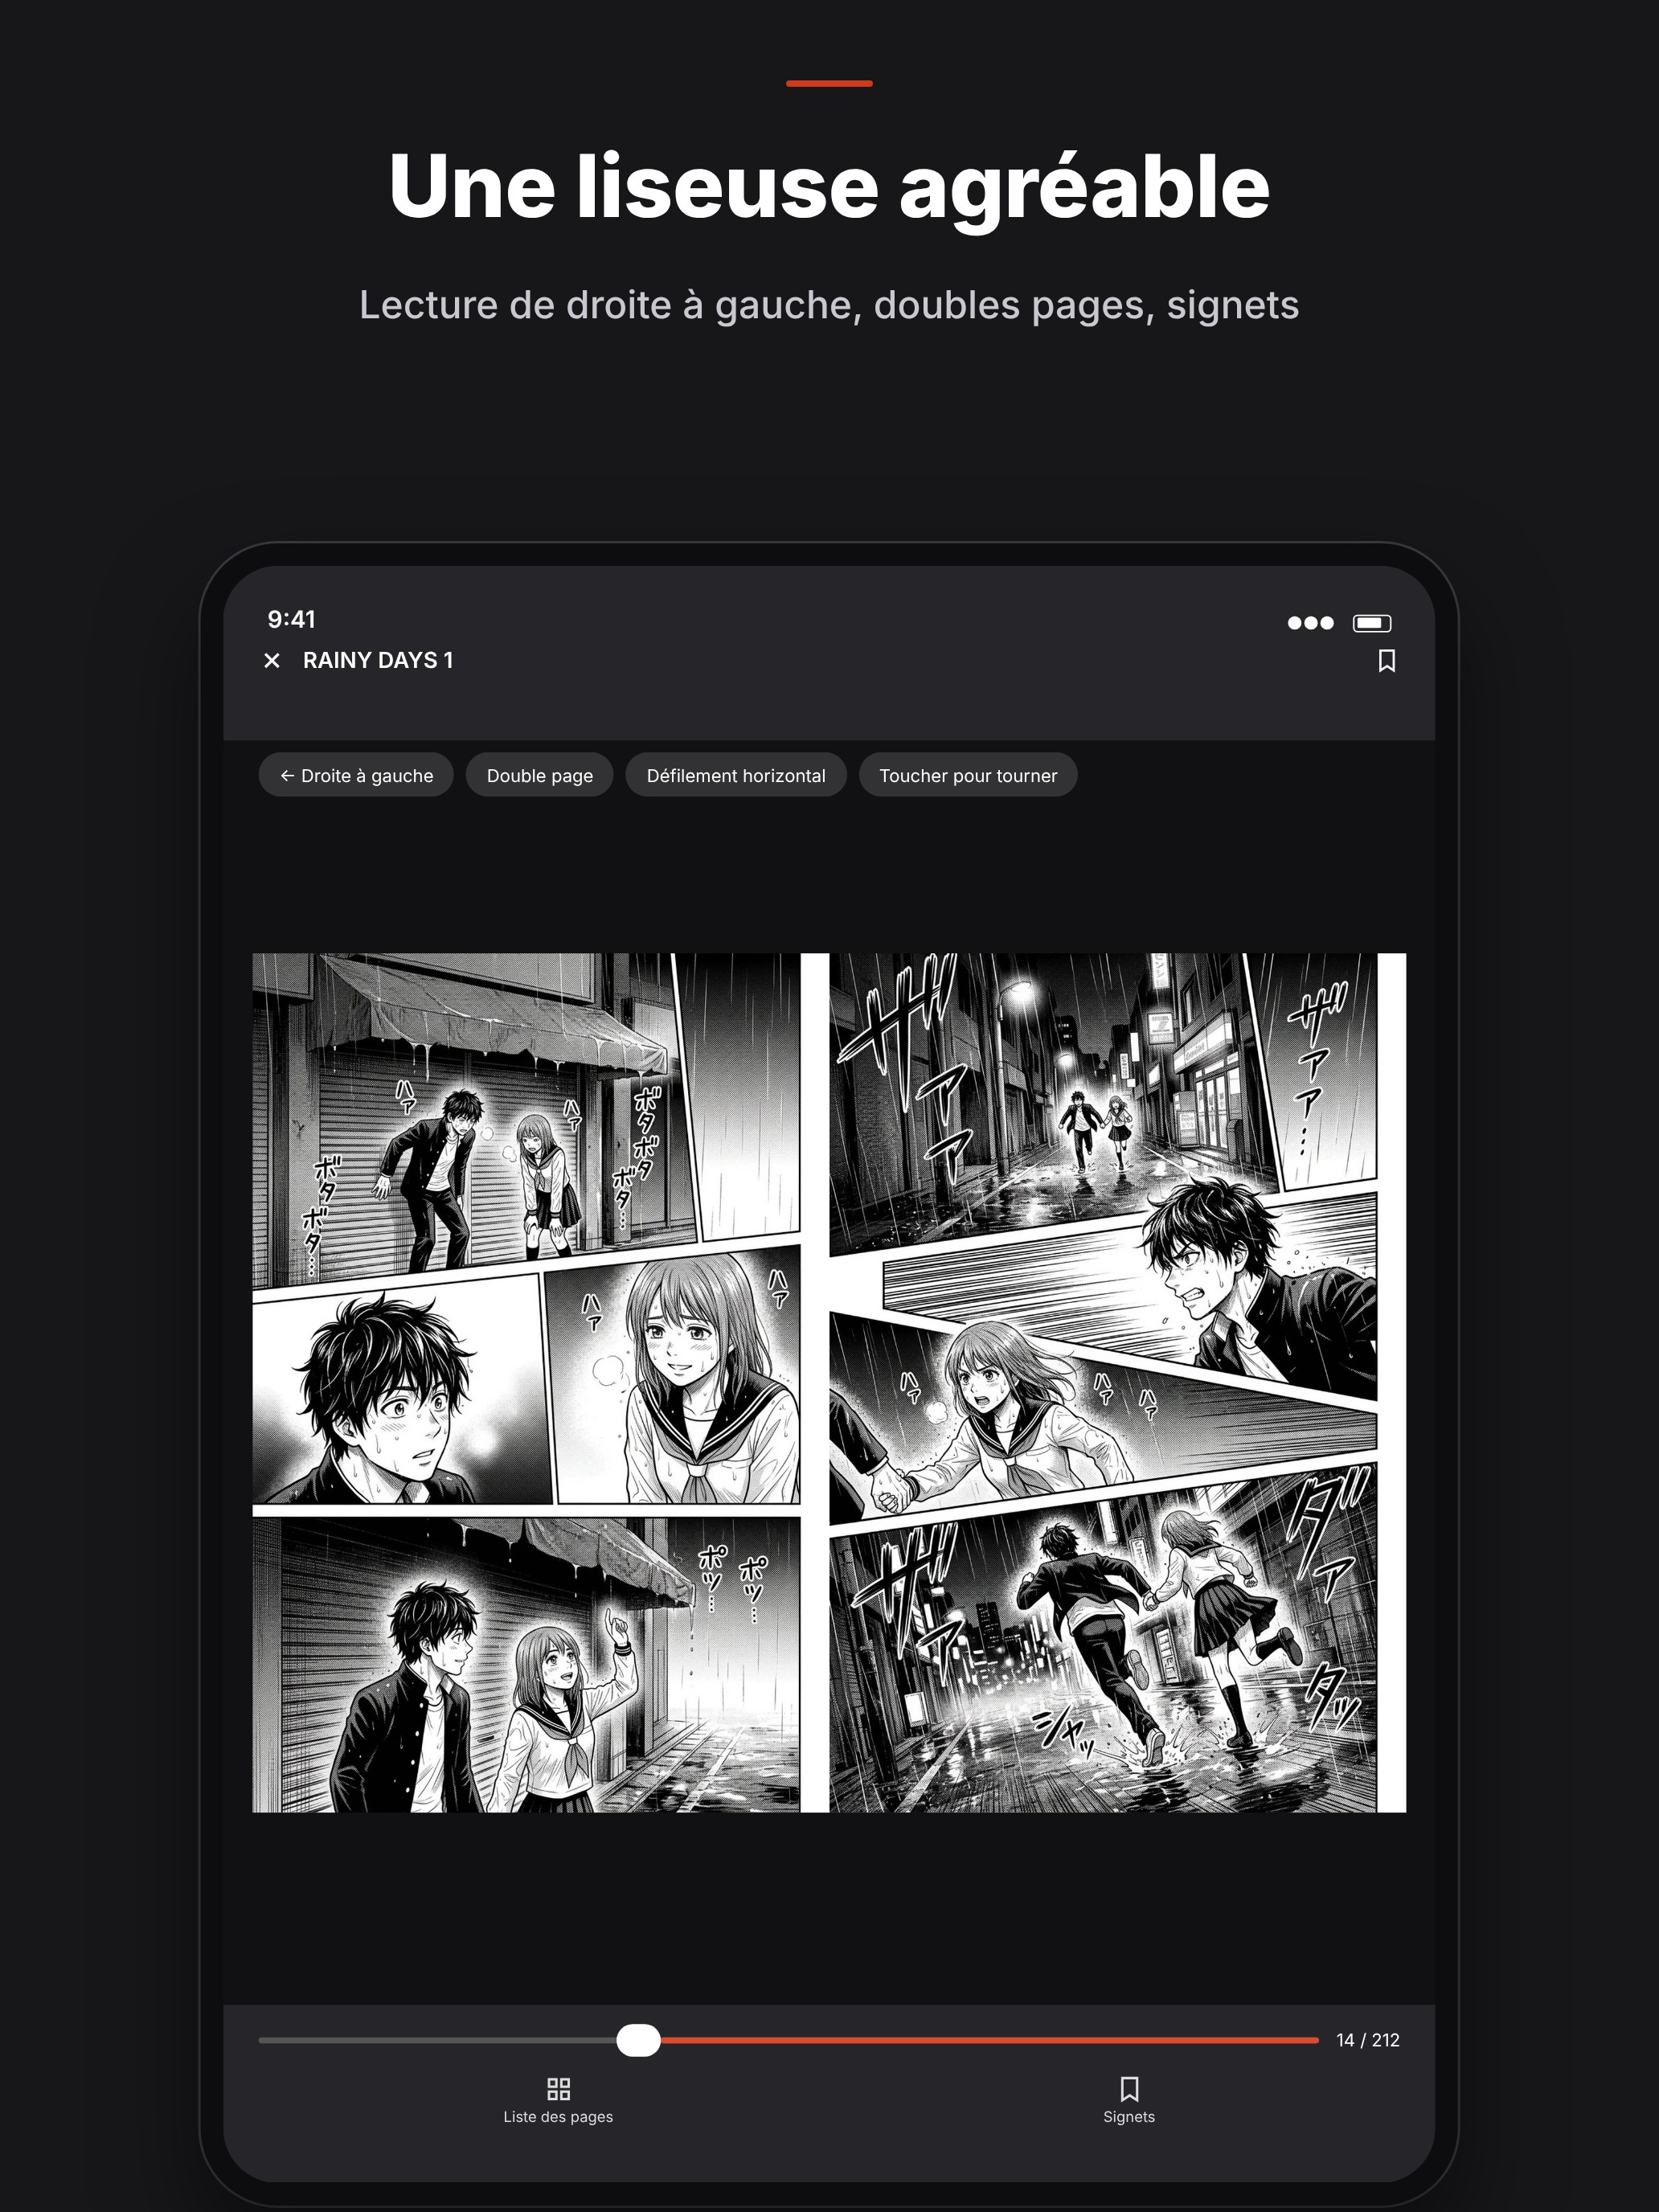 Une liseuse agréable
Lecture de droite à gauche, doubles pages, signets
9:41
RAINY DAYS 1
← Droite à gauche
Double page
Défilement horizontal
Toucher pour tourner
ザァァ…
ザァァ
ハァ
ハァ
ハァ
ダァ
ザァ
タッ
シャッ
ボタボタ
ボタ…
ハァ
ハァ
ボタボタ…
ハァ
ハァ
ポッ…
ポッ…
14 / 212
Liste des pages
Signets